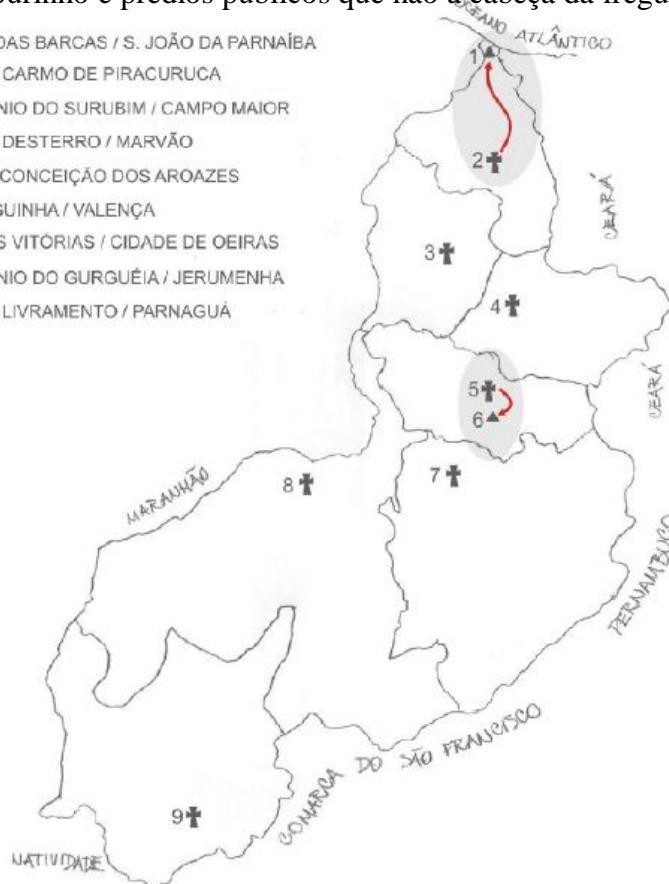 ourinho e prédios públicos que não a cabeça da fregu
OCEANO ATLÂNTICO
DAS BARCAS / S. JOÃO DA PARNAÍBA
CARMO DE PIRACURUCA
NIO DO SURUBIM / CAMPO MAIOR
DESTERRO / MARVÃO
CONCEIÇÃO DOS AROAZES
GUINHA / VALENÇA
S VITÓRIAS / CIDADE DE OEIRAS
NIO DO GURGUÉIA / JERUMENHA
LIVRAMENTO / PARNAGUÁ
1
2
CEARÁ
3
4
CEARÁ
5
6
7
8
MARANHÃO
PERNAMBUCO
COMARCA DO SÃO FRANCISCO
9
NATIVIDADE